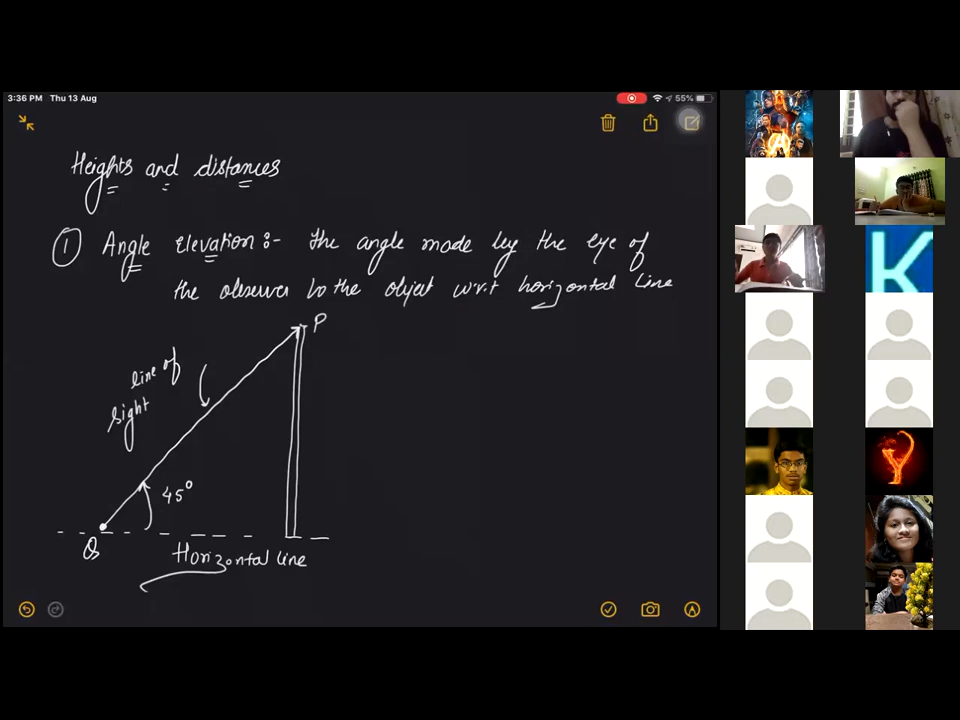 3:36 PM Thu 13 Aug
55%
Heights and distances
1 Angle Elevation :- The angle made by the eye of
the observer to the object w.r.t horizontal line
P
line of
sight
45°
Q
Horizontal line
K